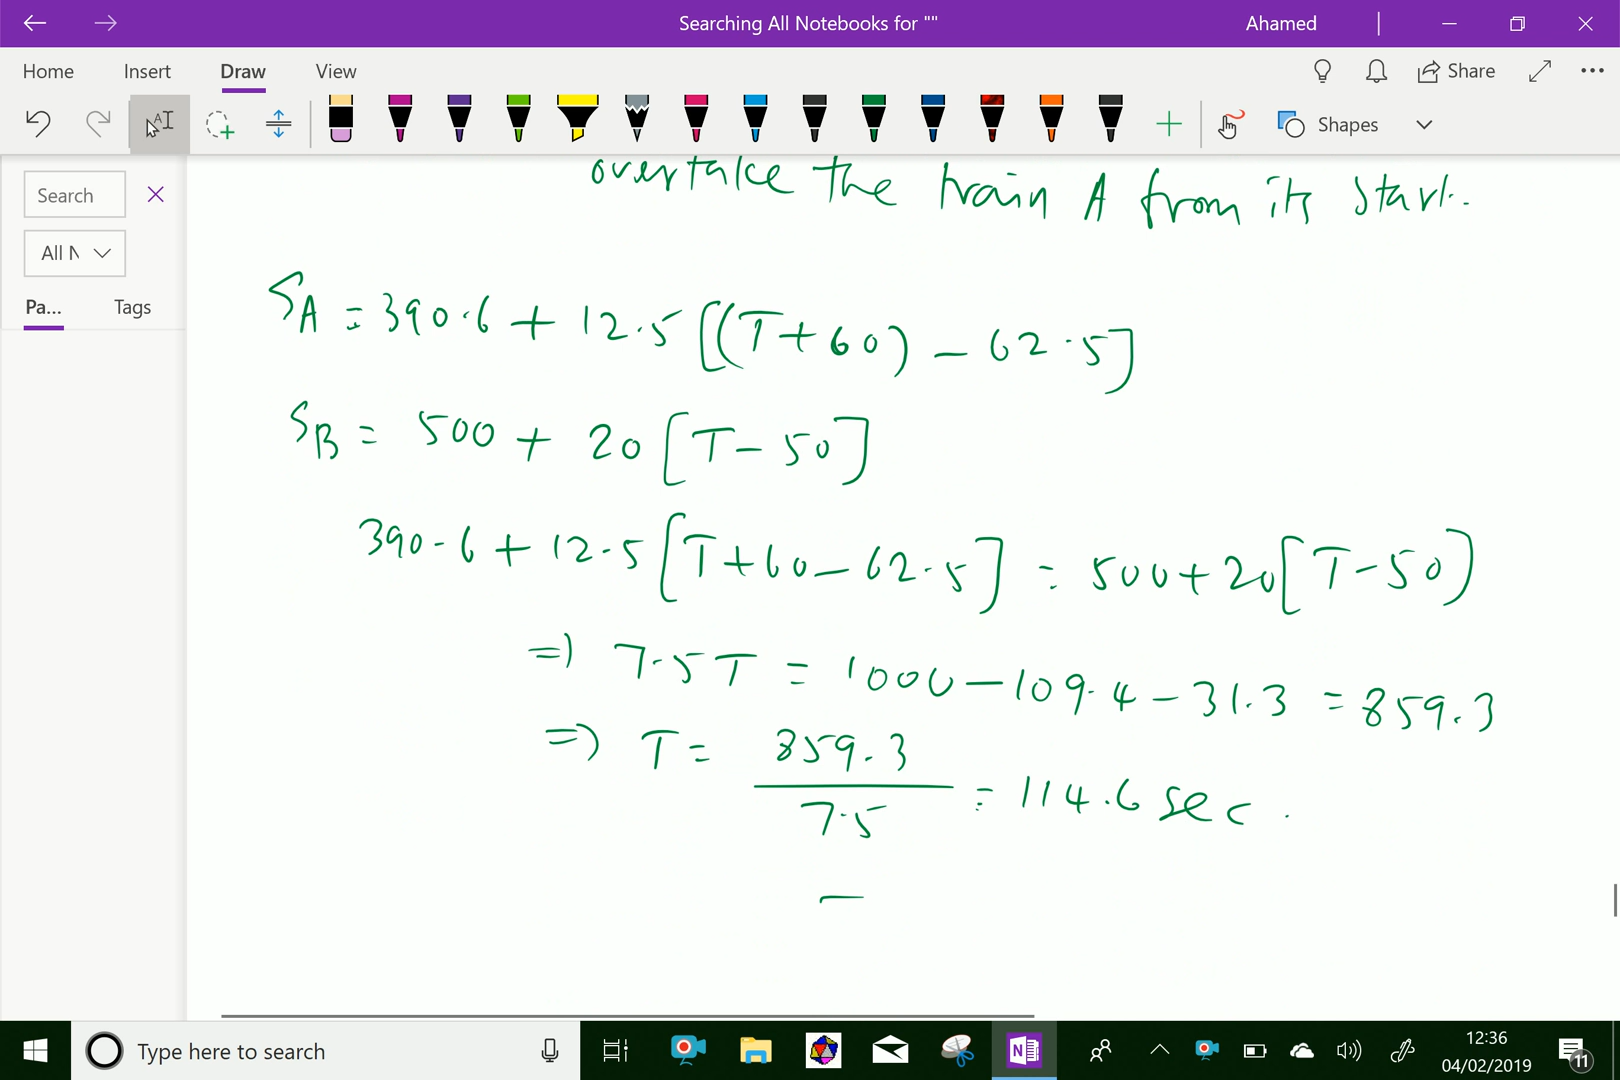 Searching All Notebooks for ""
Ahamed
Home Insert Draw View
Share
Shapes
Search
All N
Pa... Tags
overtake the train A from its start.
SA = 390.6 + 12.5 [(T+60) - 62.5]
SB = 500 + 20 [T - 50]
390.6 + 12.5 [T+60-62.5] = 500+20[T-50)
=) 7.5T = 1000 - 109.4 - 31.3 = 859.3
=) T = 859.3
7.5
= 114.6 sec.
Type here to search
12:36
04/02/2019
11